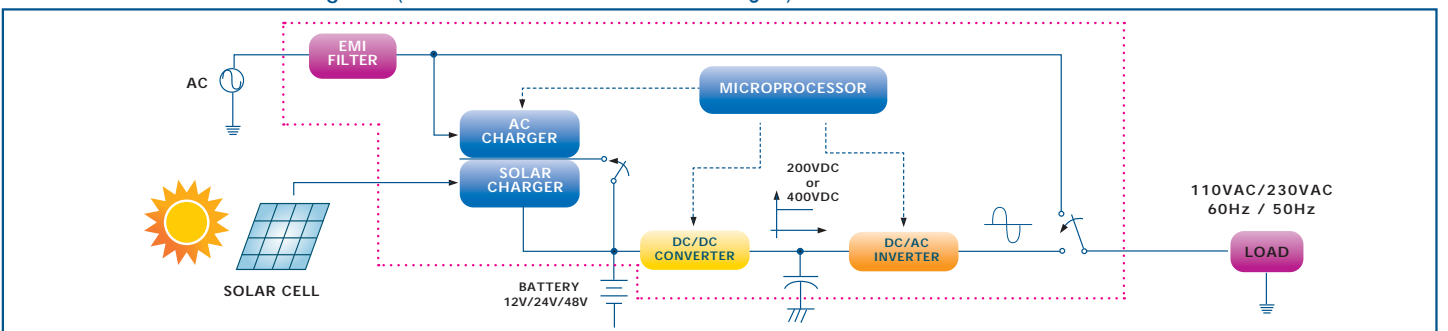 EMI
FILTER
AC
MICROPROCESSOR
AC
CHARGER
SOLAR
CHARGER
200VDC
or
400VDC
110VAC/230VAC
60Hz / 50Hz
DC/DC
CONVERTER
DC/AC
INVERTER
LOAD
SOLAR CELL
BATTERY
12V/24V/48V